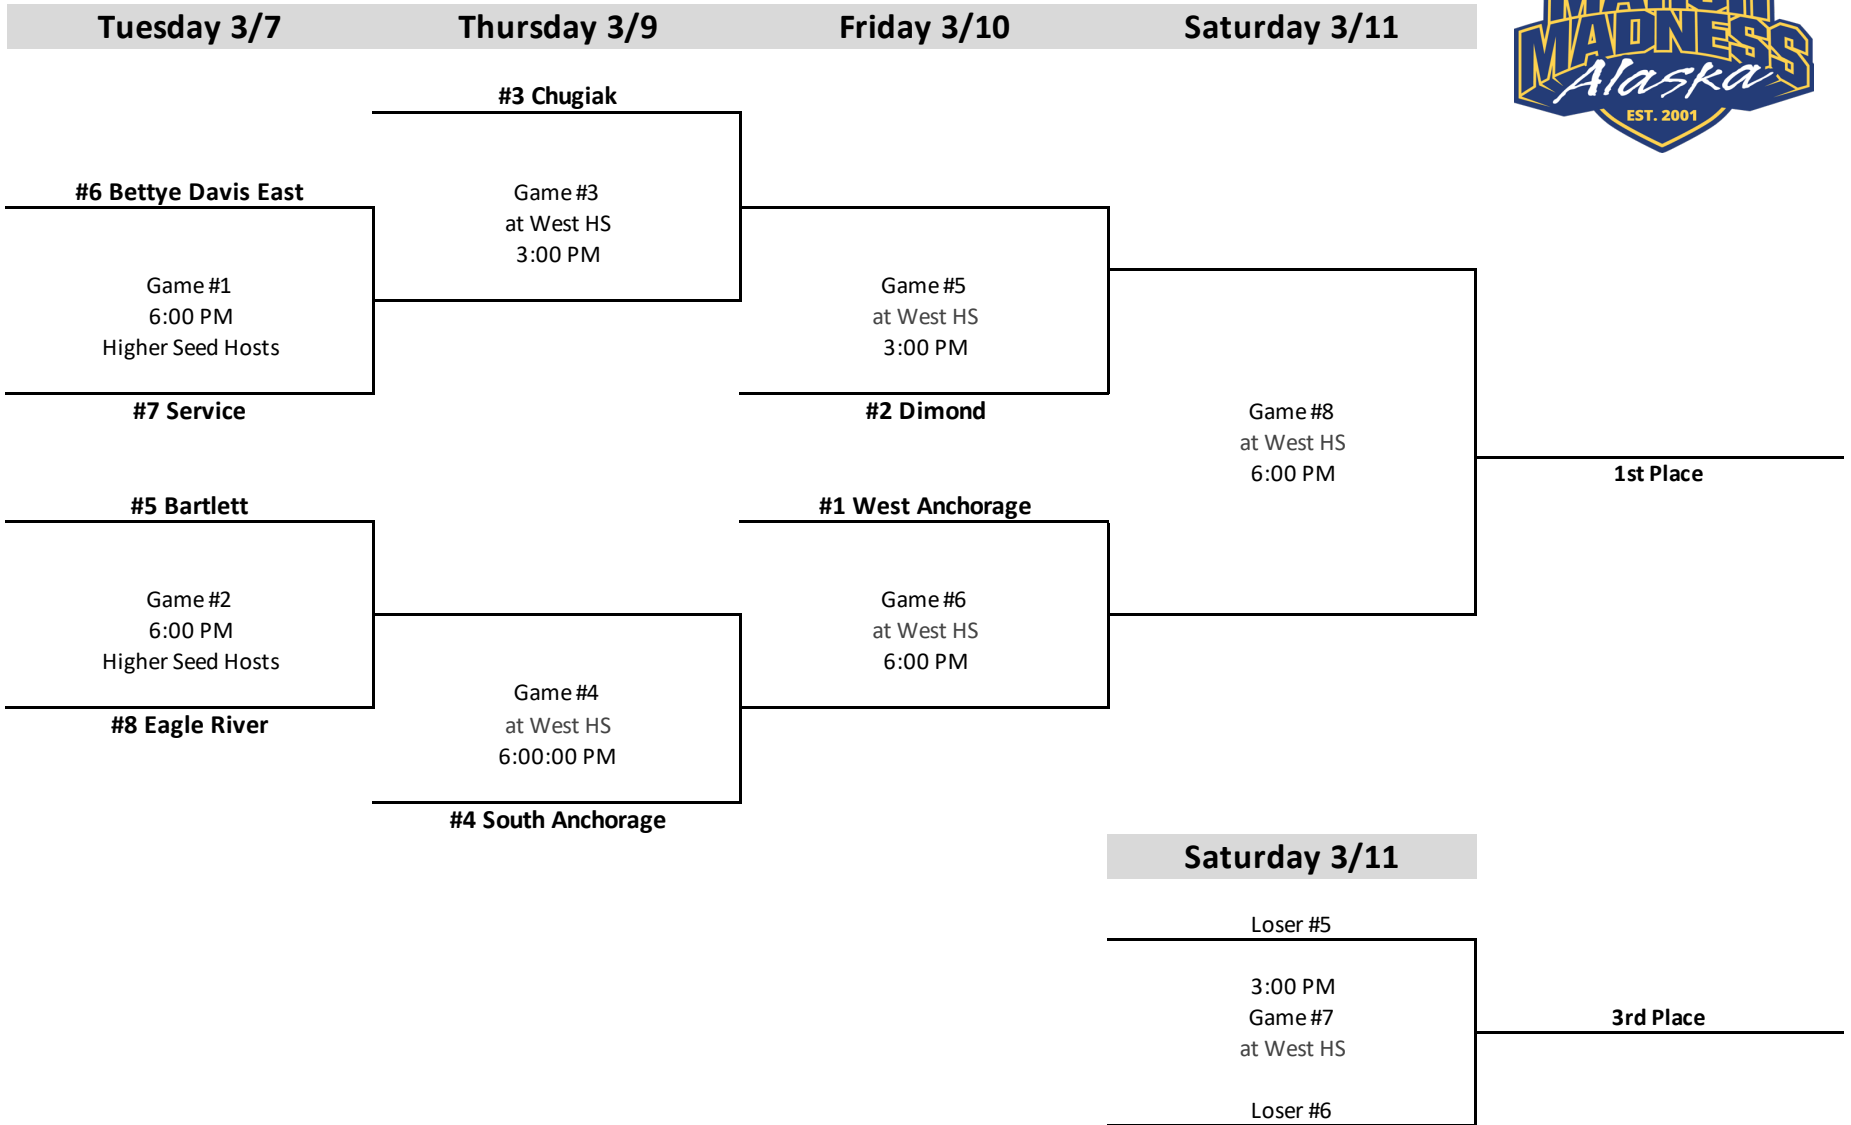 Tuesday 3/7
Thursday 3/9
Friday 3/10
Saturday 3/11
MARCH
MADNESS
Alaska
EST. 2001
#3 Chugiak
#6 Bettye Davis East
Game #3
at West HS
3:00 PM
Game #1
6:00 PM
Higher Seed Hosts
Game #5
at West HS
3:00 PM
#7 Service
#2 Dimond
Game #8
at West HS
6:00 PM
1st Place
#5 Bartlett
#1 West Anchorage
Game #2
6:00 PM
Higher Seed Hosts
Game #6
at West HS
6:00 PM
#8 Eagle River
Game #4
at West HS
6:00:00 PM
#4 South Anchorage
Saturday 3/11
Loser #5
3:00 PM
Game #7
at West HS
3rd Place
Loser #6